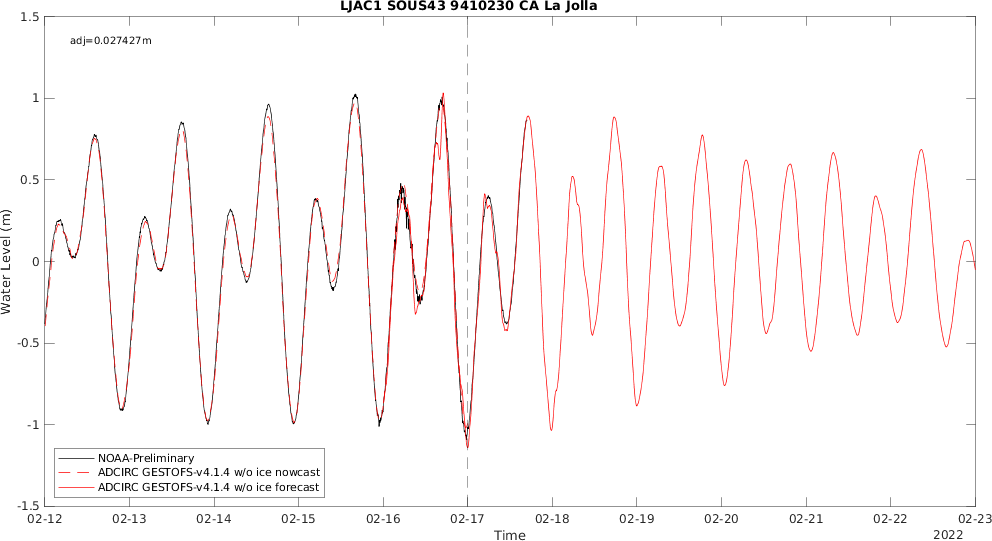 LJAC1 SOUS43 9410230 CA La Jolla
adj=0.027427m
1.5
1
0.5
0
-0.5
-1
-1.5
Water Level (m)
NOAA-Preliminary
ADCIRC GESTOFS-v4.1.4 w/o ice nowcast
ADCIRC GESTOFS-v4.1.4 w/o ice forecast
02-12 02-13 02-14 02-15 02-16 02-17 02-18 02-19 02-20 02-21 02-22 02-23
Time
2022